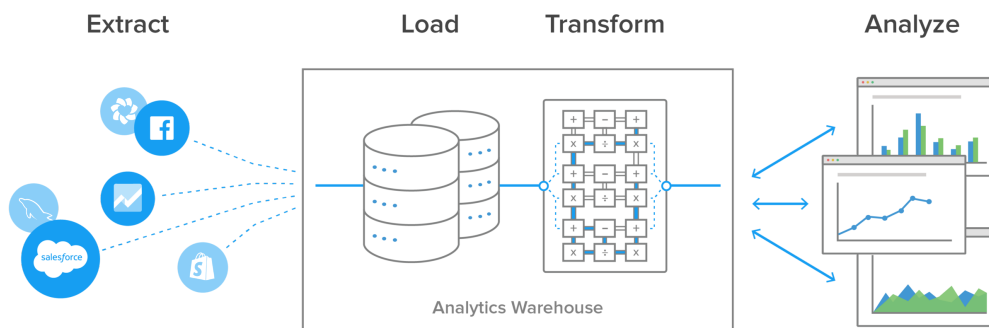 Extract
Load
Transform
Analyze
f
salesforce
S
+ − +
x ÷ x
+ − +
x ÷ x
+ − +
x ÷ x
Analytics Warehouse